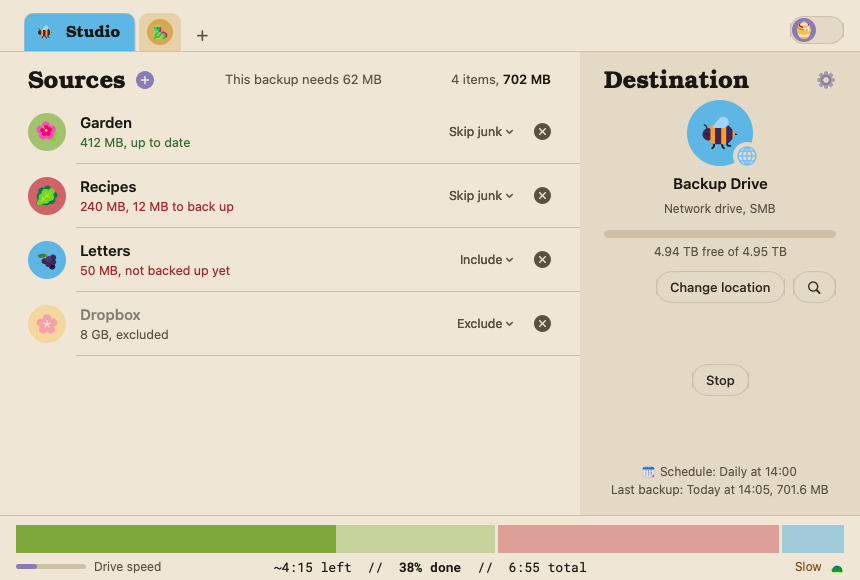 Studio
+
Sources
This backup needs 62 MB
4 items, 702 MB
Garden
412 MB, up to date
Skip junk
Recipes
240 MB, 12 MB to back up
Skip junk
Letters
50 MB, not backed up yet
Include
Dropbox
8 GB, excluded
Exclude
Destination
Backup Drive
Network drive, SMB
4.94 TB free of 4.95 TB
Change location
Stop
Schedule: Daily at 14:00
Last backup: Today at 14:05, 701.6 MB
Drive speed
~4:15 left // 38% done // 6:55 total
Slow